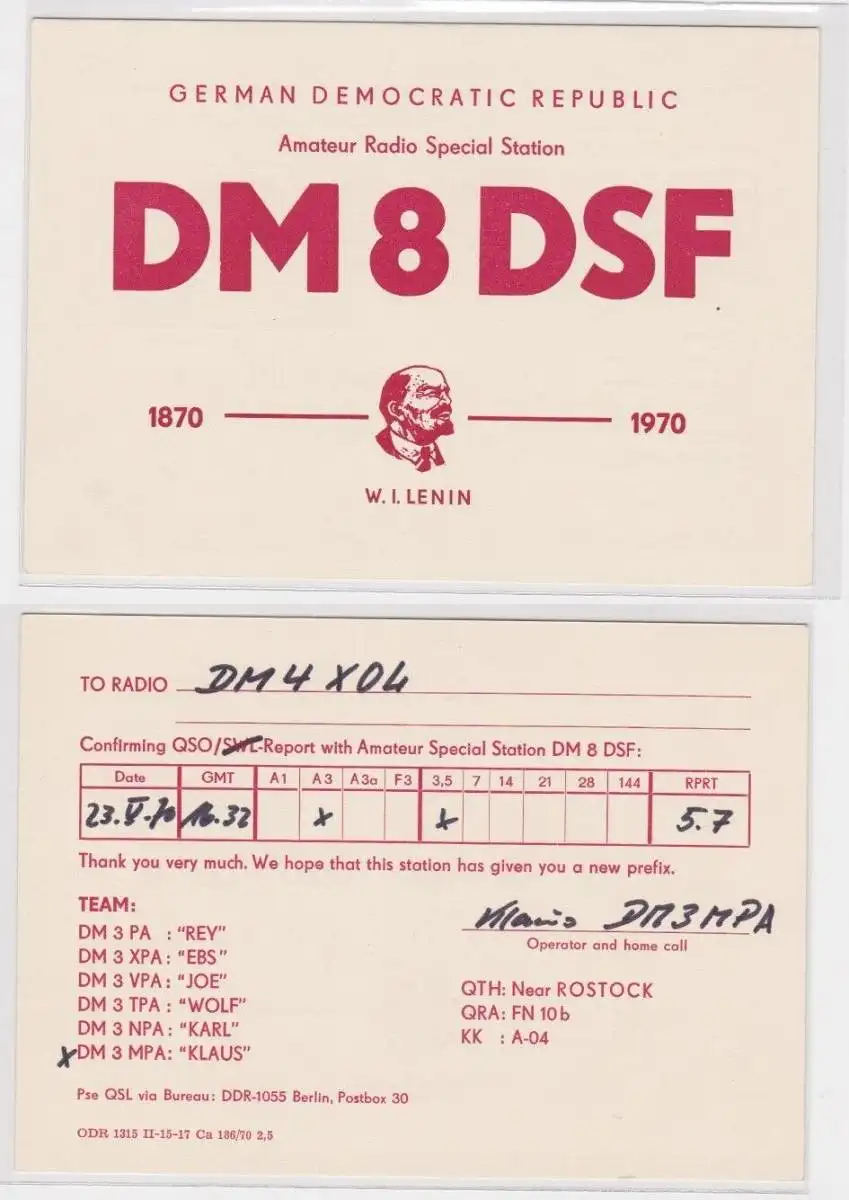 GERMAN DEMOCRATIC REPUBLIC
Amateur Radio Special Station
DM 8 DSF
1870 1970
W. I. LENIN
TO RADIO DM4XOL
Confirming QSO/SWL-Report with Amateur Special Station DM 8 DSF:
Date GMT A1 A3 A3a F3 3,5 7 14 21 28 144 RPRT
23.V.70 16.32 x x 5.7
Thank you very much. We hope that this station has given you a new prefix.
TEAM:
DM 3 PA : "REY"
DM 3 XPA : "EBS"
DM 3 VPA : "JOE"
DM 3 TPA : "WOLF"
DM 3 NPA : "KARL"
x DM 3 MPA : "KLAUS"
Klaus DM3MPA
Operator and home call
QTH: Near ROSTOCK
QRA: FN 10b
KK : A-04
Pse QSL via Bureau: DDR-1055 Berlin, Postbox 30
ODR 1315 II-15-17 Ca 186/70 2,5